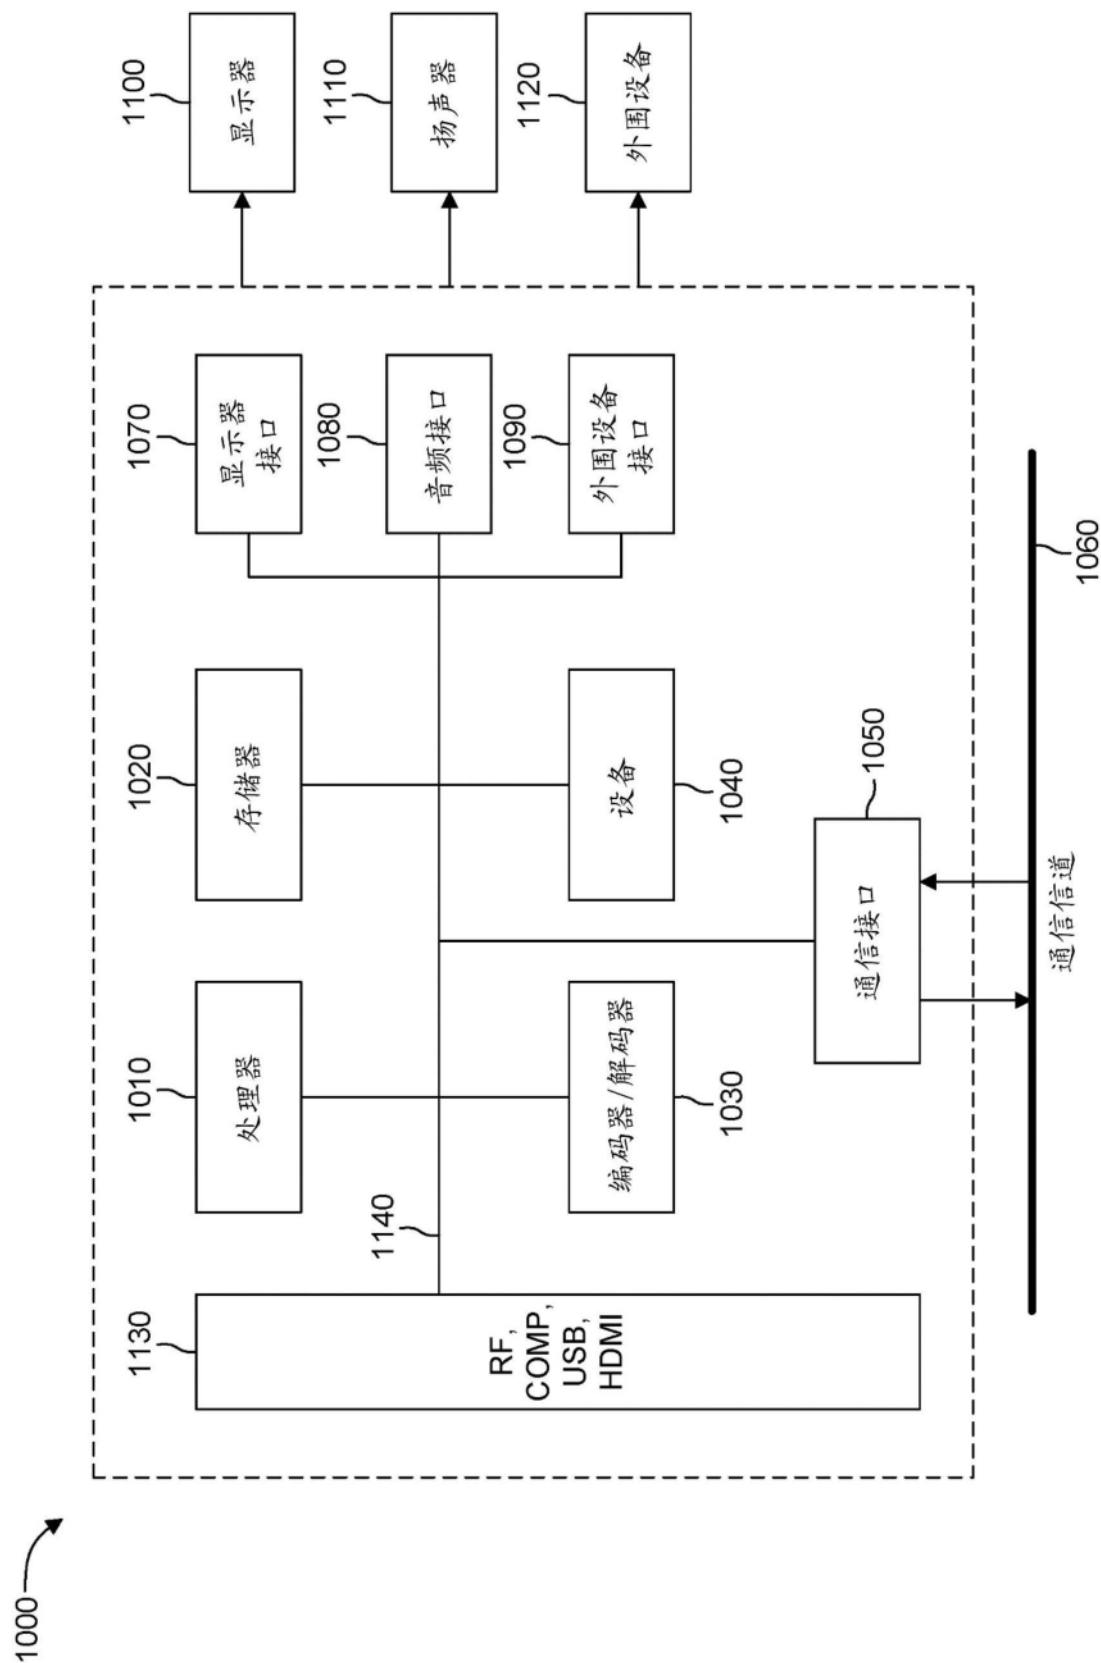 1000
1130
RF,
COMP,
USB,
HDMI
1140
1010
处理器
1020
存储器
1070
显示器
接口
1080
音频接口
1090
外围设备
接口
1100
显示器
1110
扬声器
1120
外围设备
编码器/解码器
1030
设备
1040
通信接口
1050
通信信道
1060